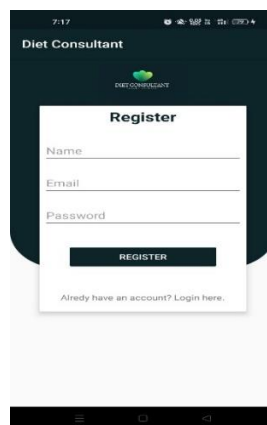 7:17
Diet Consultant
DIET CONSULTANT
Register
Name
Email
Password
REGISTER
Alredy have an account? Login here.